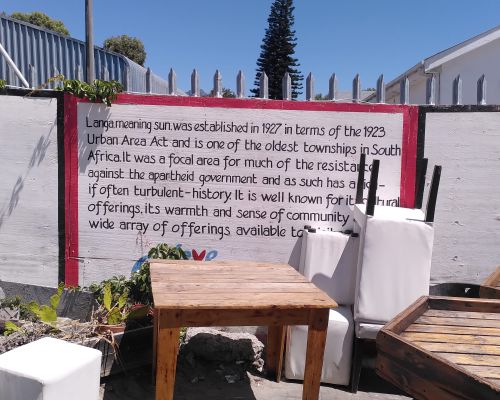 Langa, meaning sun, was established in 1927 in terms of the 1923
Urban Area Act and is one of the oldest townships in South
Africa. It was a focal area for much of the resistance
against the apartheid government and as such has a
if often turbulent-history. It is well known for its cultural
offerings, its warmth and sense of community
wide array of offerings available to